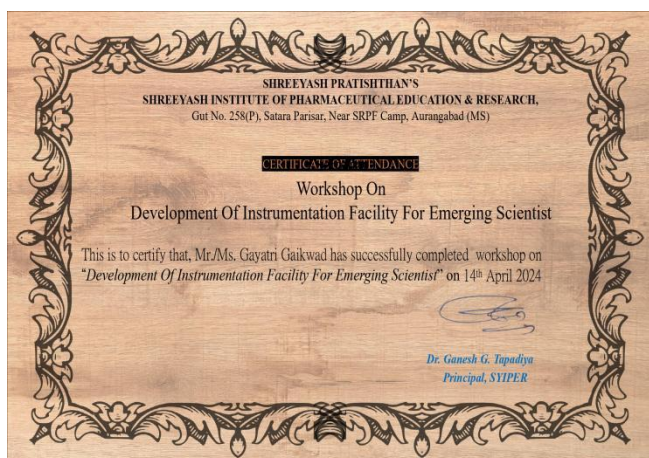 SHREEYASH PRATISHTHAN'S
SHREEYASH INSTITUTE OF PHARMACEUTICAL EDUCATION & RESEARCH,
Gut No. 258(P), Satara Parisar, Near SRPF Camp, Aurangabad (MS)
CERTIFICATE OF ATTENDANCE
Workshop On
Development Of Instrumentation Facility For Emerging Scientist
This is to certify that, Mr./Ms. Gayatri Gaikwad has successfully completed workshop on
"Development Of Instrumentation Facility For Emerging Scientist" on 14th April 2024
Dr. Ganesh G. Tapadiya
Principal, SYIPER